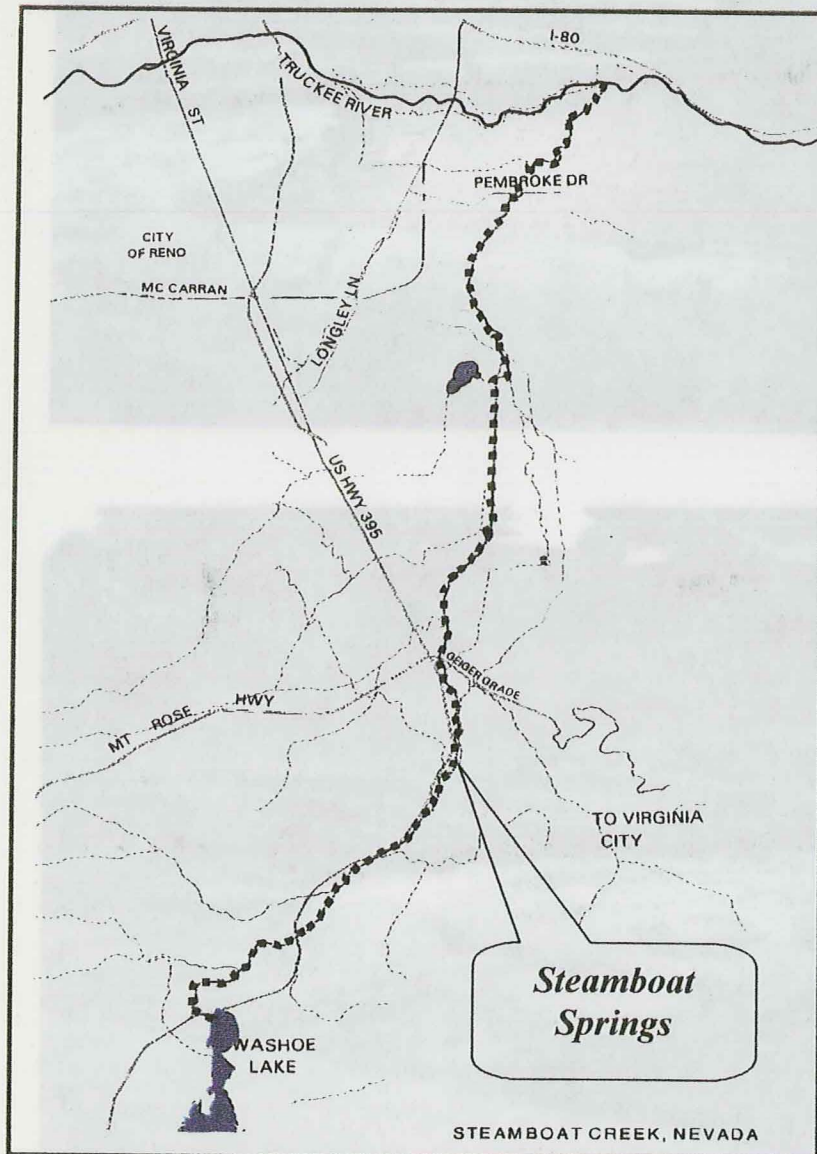 I-80
VIRGINIA ST
TRUCKEE RIVER
PEMBROKE DR
CITY
OF RENO
MC CARRAN
LONGLEY LN
US HWY 395
GEIGER GRADE
MT ROSE HWY
TO VIRGINIA
CITY
Steamboat
Springs
WASHOE
LAKE
STEAMBOAT CREEK, NEVADA